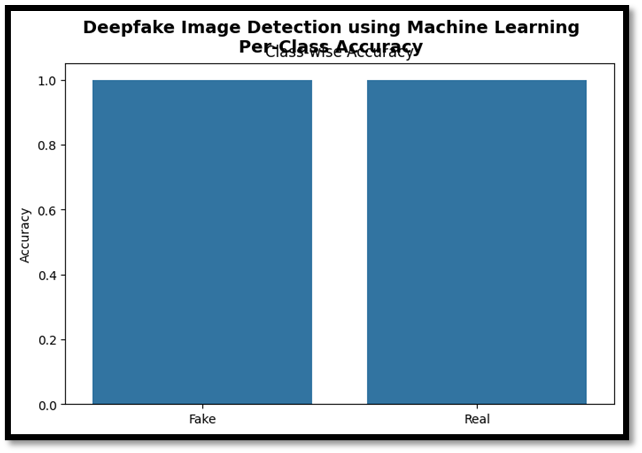 Deepfake Image Detection using Machine Learning
Per-Class Accuracy
Class-wise Accuracy
1.0
0.8
0.6
0.4
0.2
0.0
Accuracy
Fake
Real